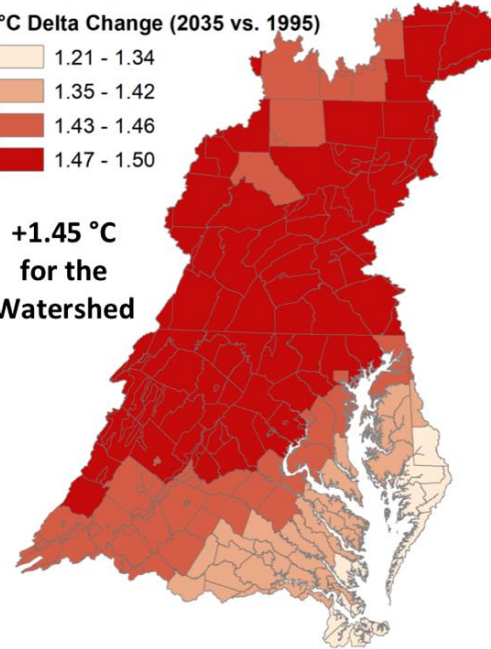 °C Delta Change (2035 vs. 1995)
1.21 - 1.34
1.35 - 1.42
1.43 - 1.46
1.47 - 1.50
+1.45 °C
for the
Watershed